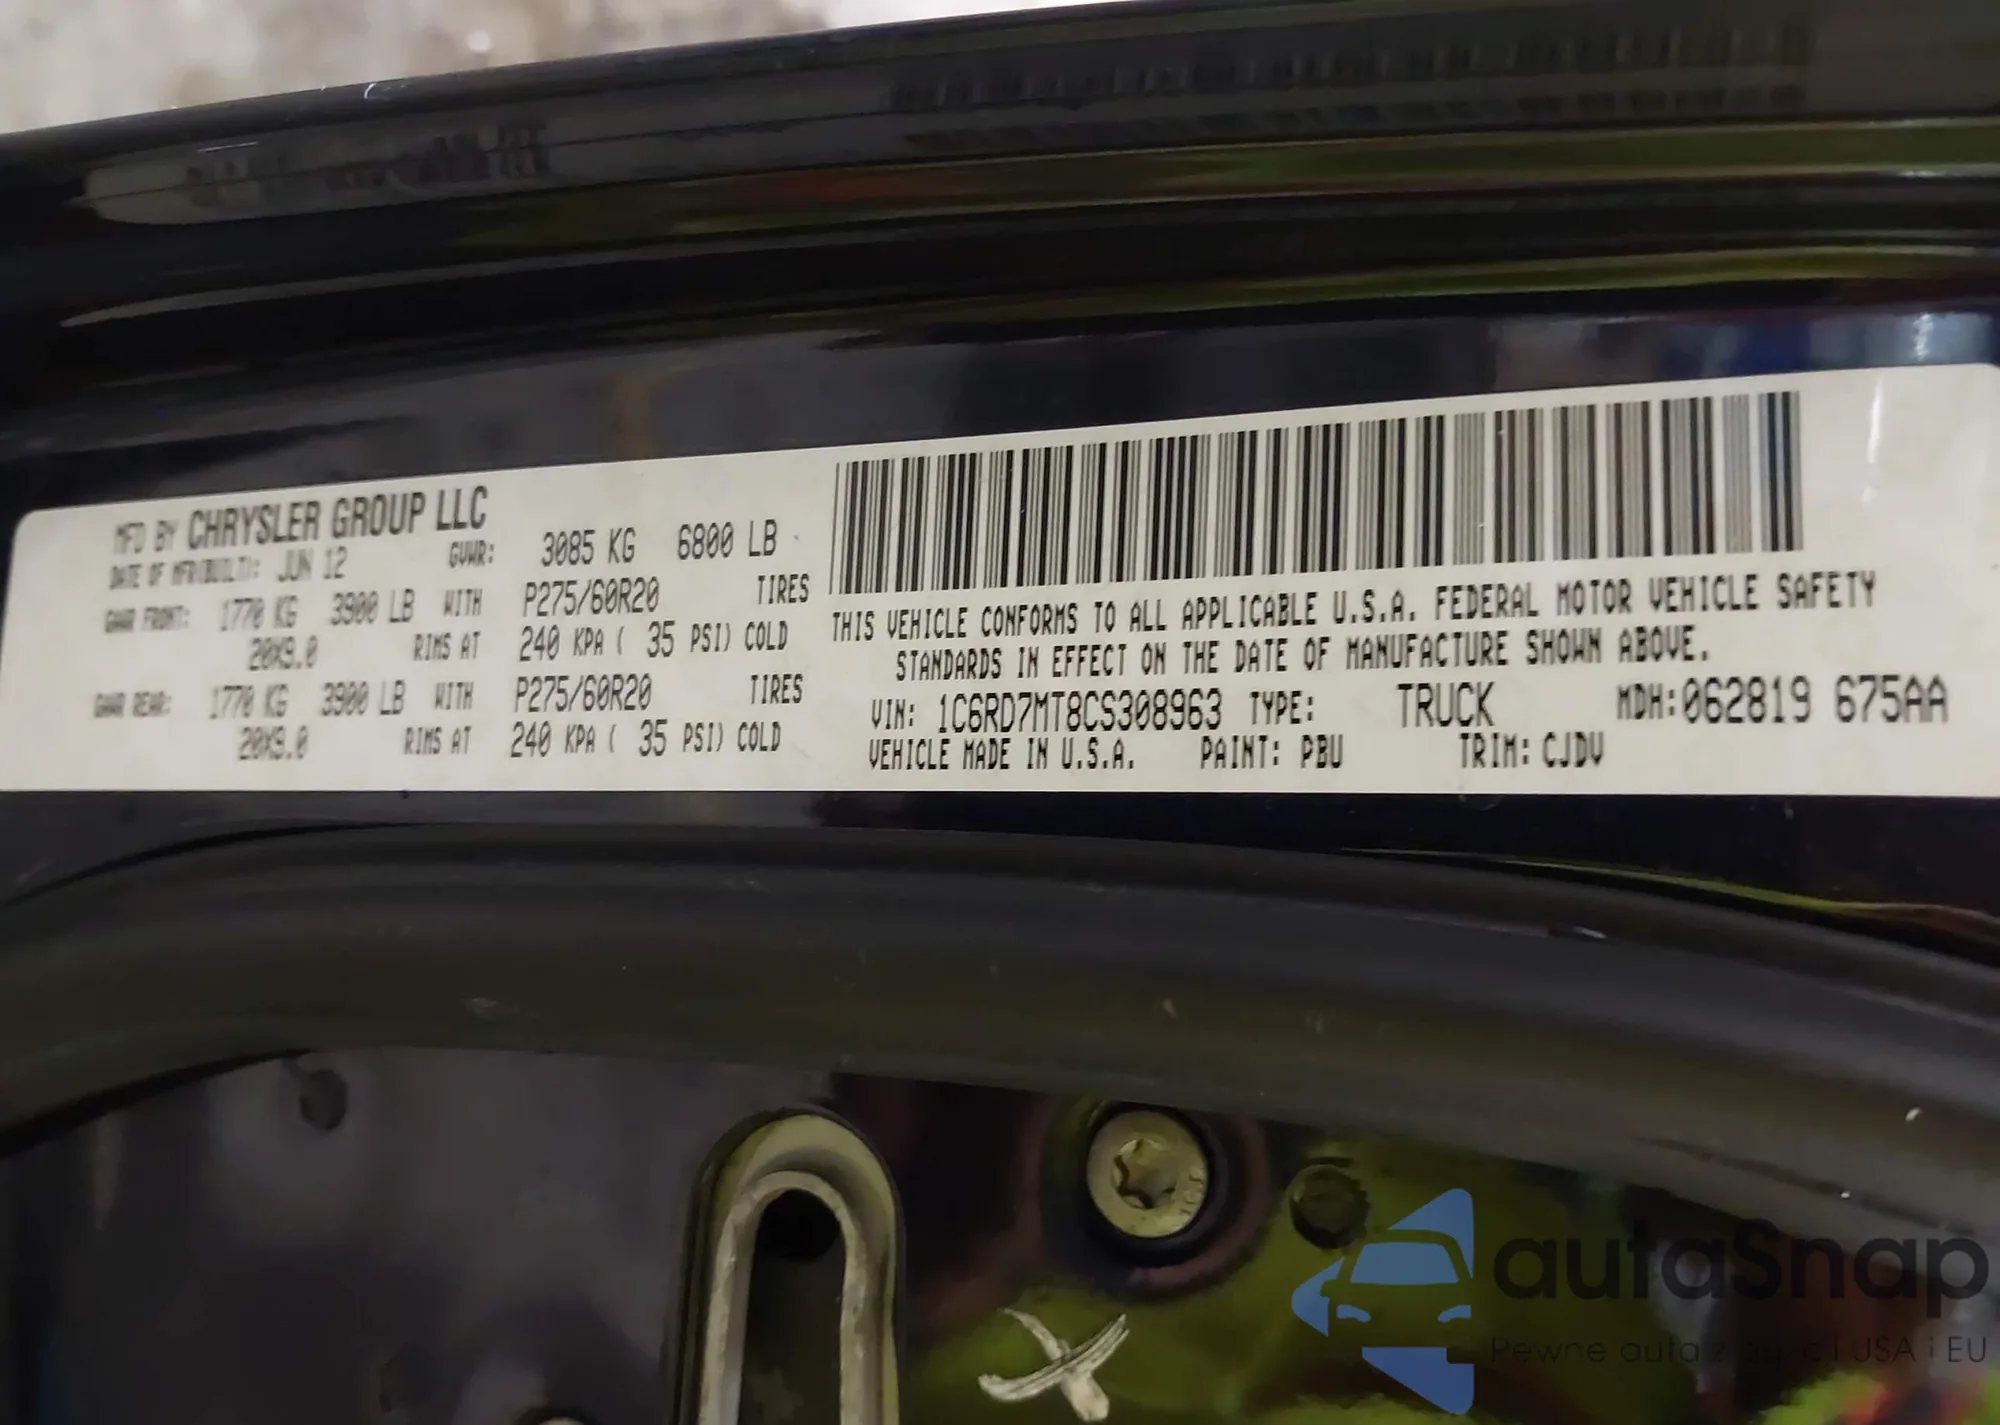 MFD BY CHRYSLER GROUP LLC
DATE OF MFR(BUILT): JUN 12 GVWR: 3085 KG 6800 LB
GAWR FRONT: 1770 KG 3900 LB WITH P275/60R20 TIRES
20X9.0 RIMS AT 240 KPA ( 35 PSI) COLD
GAWR REAR: 1770 KG 3900 LB WITH P275/60R20 TIRES
20X9.0 RIMS AT 240 KPA ( 35 PSI) COLD
THIS VEHICLE CONFORMS TO ALL APPLICABLE U.S.A. FEDERAL MOTOR VEHICLE SAFETY
STANDARDS IN EFFECT ON THE DATE OF MANUFACTURE SHOWN ABOVE.
VIN: 1C6RD7MT8CS308963 TYPE: TRUCK MDH:062819 675AA
VEHICLE MADE IN U.S.A. PAINT: PBU TRIM: CJDV
autaSnap
Pewne auta z USA i EU